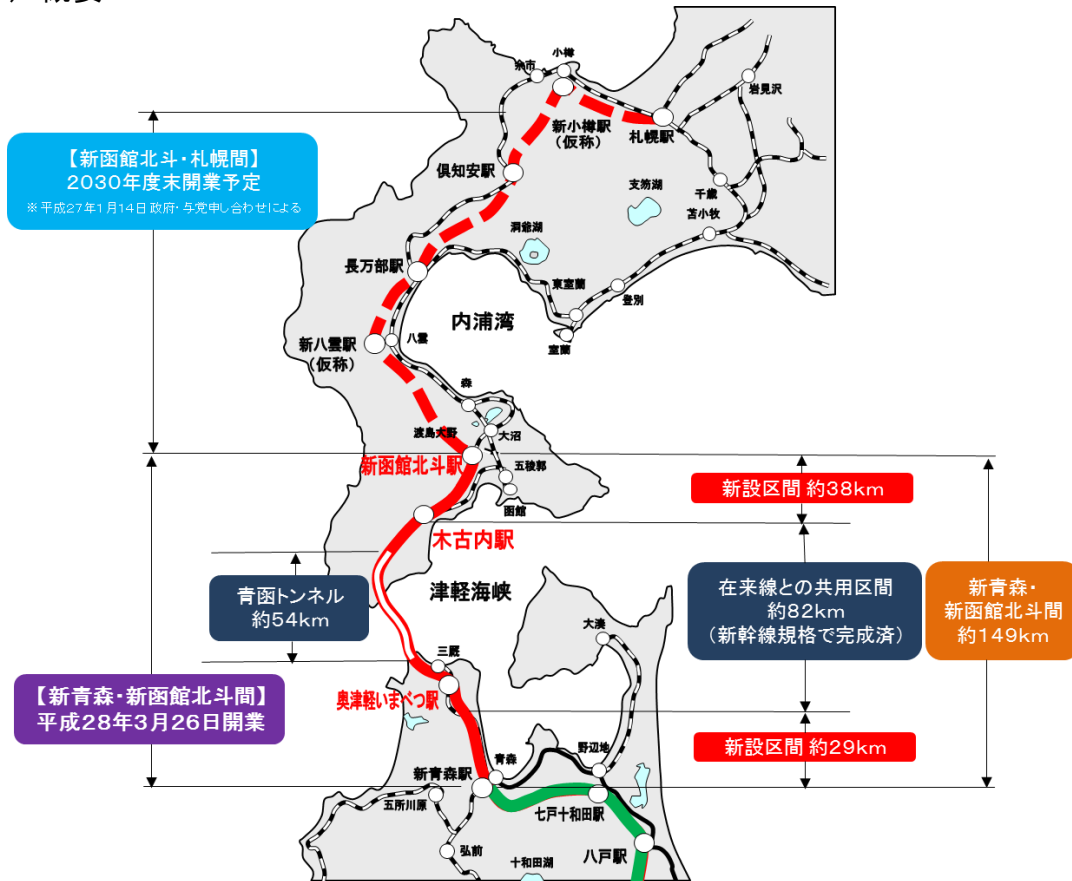 小樽
余市
岩見沢
新小樽駅
(仮称)
札幌駅
【新函館北斗・札幌間】
2030年度末開業予定
※平成27年1月14日政府・与党申し合わせによる
倶知安駅
支笏湖
千歳
苫小牧
洞爺湖
長万部駅
東室蘭
登別
内浦湾
室蘭
新八雲駅
(仮称)
八雲
森
渡島大野
大沼
新函館北斗駅
五稜郭
函館
新設区間 約38km
木古内駅
青函トンネル
約54km
津軽海峡
在来線との共用区間
約82km
(新幹線規格で完成済)
新青森・
新函館北斗間
約149km
大湊
三厩
【新青森・新函館北斗間】
平成28年3月26日開業
奥津軽いまべつ駅
新設区間 約29km
野辺地
青森
新青森駅
五所川原
七戸十和田駅
弘前
十和田湖
八戸駅